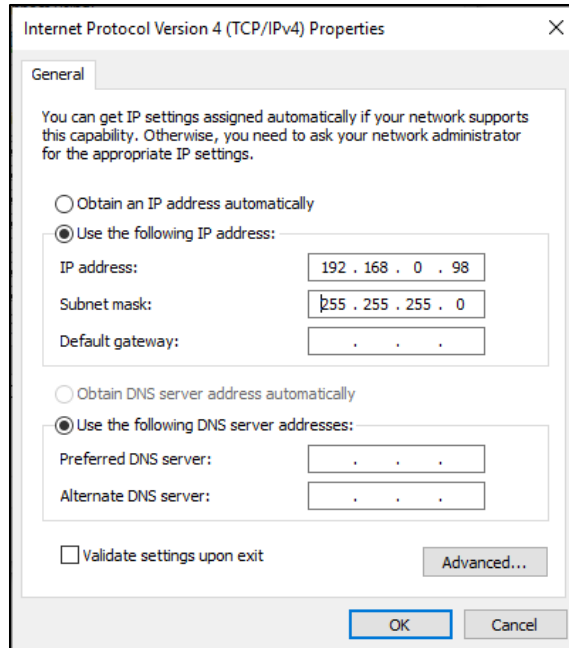 Internet Protocol Version 4 (TCP/IPv4) Properties
General
You can get IP settings assigned automatically if your network supports
this capability. Otherwise, you need to ask your network administrator
for the appropriate IP settings.
Obtain an IP address automatically
Use the following IP address:
IP address: 192 . 168 . 0 . 98
Subnet mask: 255 . 255 . 255 . 0
Default gateway: . . .
Obtain DNS server address automatically
Use the following DNS server addresses:
Preferred DNS server: . . .
Alternate DNS server: . . .
Validate settings upon exit Advanced...
OK Cancel